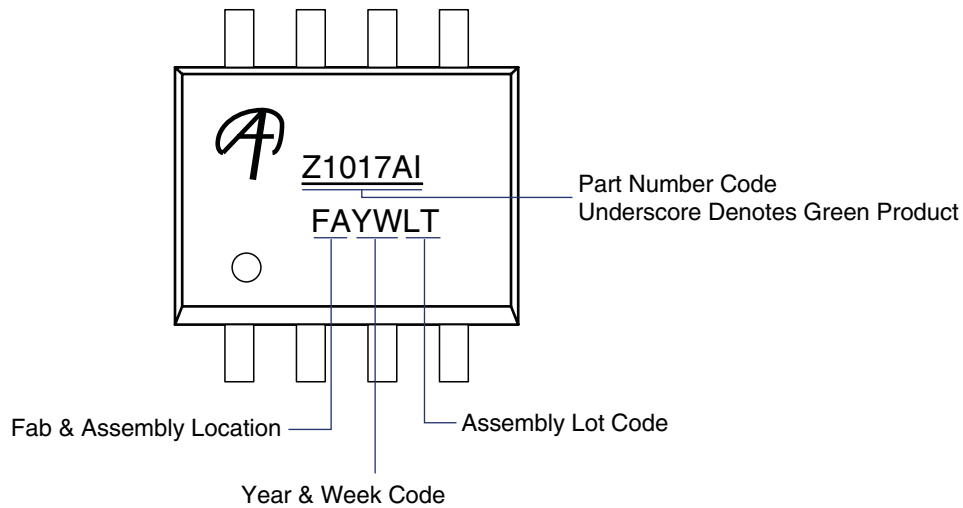 Z1017AI
Part Number Code
Underscore Denotes Green Product
FAYWLT
Fab & Assembly Location
Assembly Lot Code
Year & Week Code